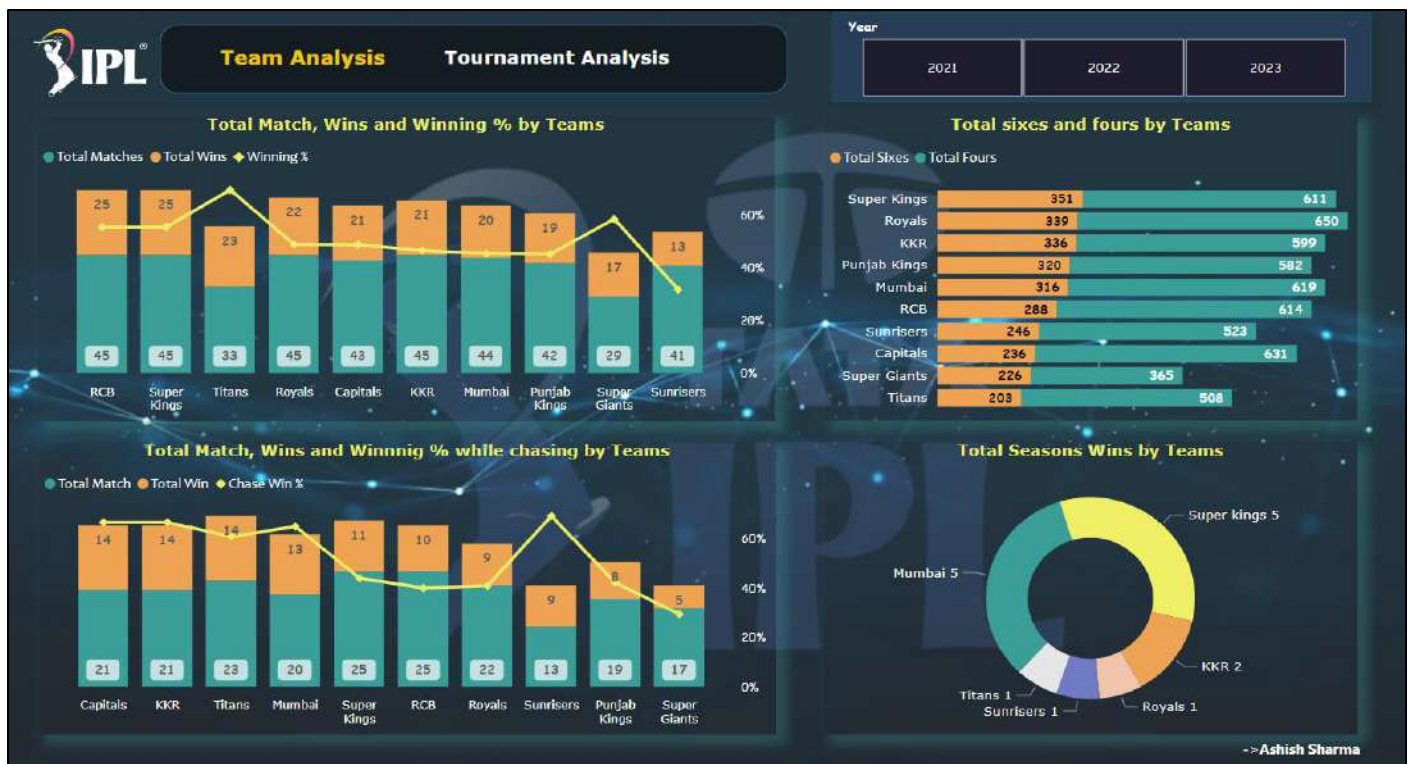 IPL®
Team Analysis
Tournament Analysis
Year
2021
2022
2023
Total Match, Wins and Winning % by Teams
Total Matches Total Wins Winning %
25 25 23 22 21 21 20 19 17 13
60%
40%
20%
0%
45 45 33 45 43 45 44 42 29 41
RCB Super Kings Titans Royals Capitals KKR Mumbai Punjab Kings Super Giants Sunrisers
Total sixes and fours by Teams
Total Sixes Total Fours
Super Kings 351 611
Royals 339 650
KKR 336 599
Punjab Kings 320 582
Mumbai 316 619
RCB 288 614
Sunrisers 246 523
Capitals 236 631
Super Giants 226 365
Titans 203 508
Total Match, Wins and Winnnig % while chasing by Teams
Total Match Total Win Chase Win %
14 14 14 13 11 10 9 9 8 5
60%
40%
20%
0%
21 21 23 20 25 25 22 13 19 17
Capitals KKR Titans Mumbai Super Kings RCB Royals Sunrisers Punjab Kings Super Giants
Total Seasons Wins by Teams
Super kings 5
Mumbai 5
KKR 2
Titans 1
Sunrisers 1
Royals 1
TATA
IPL
->Ashish Sharma